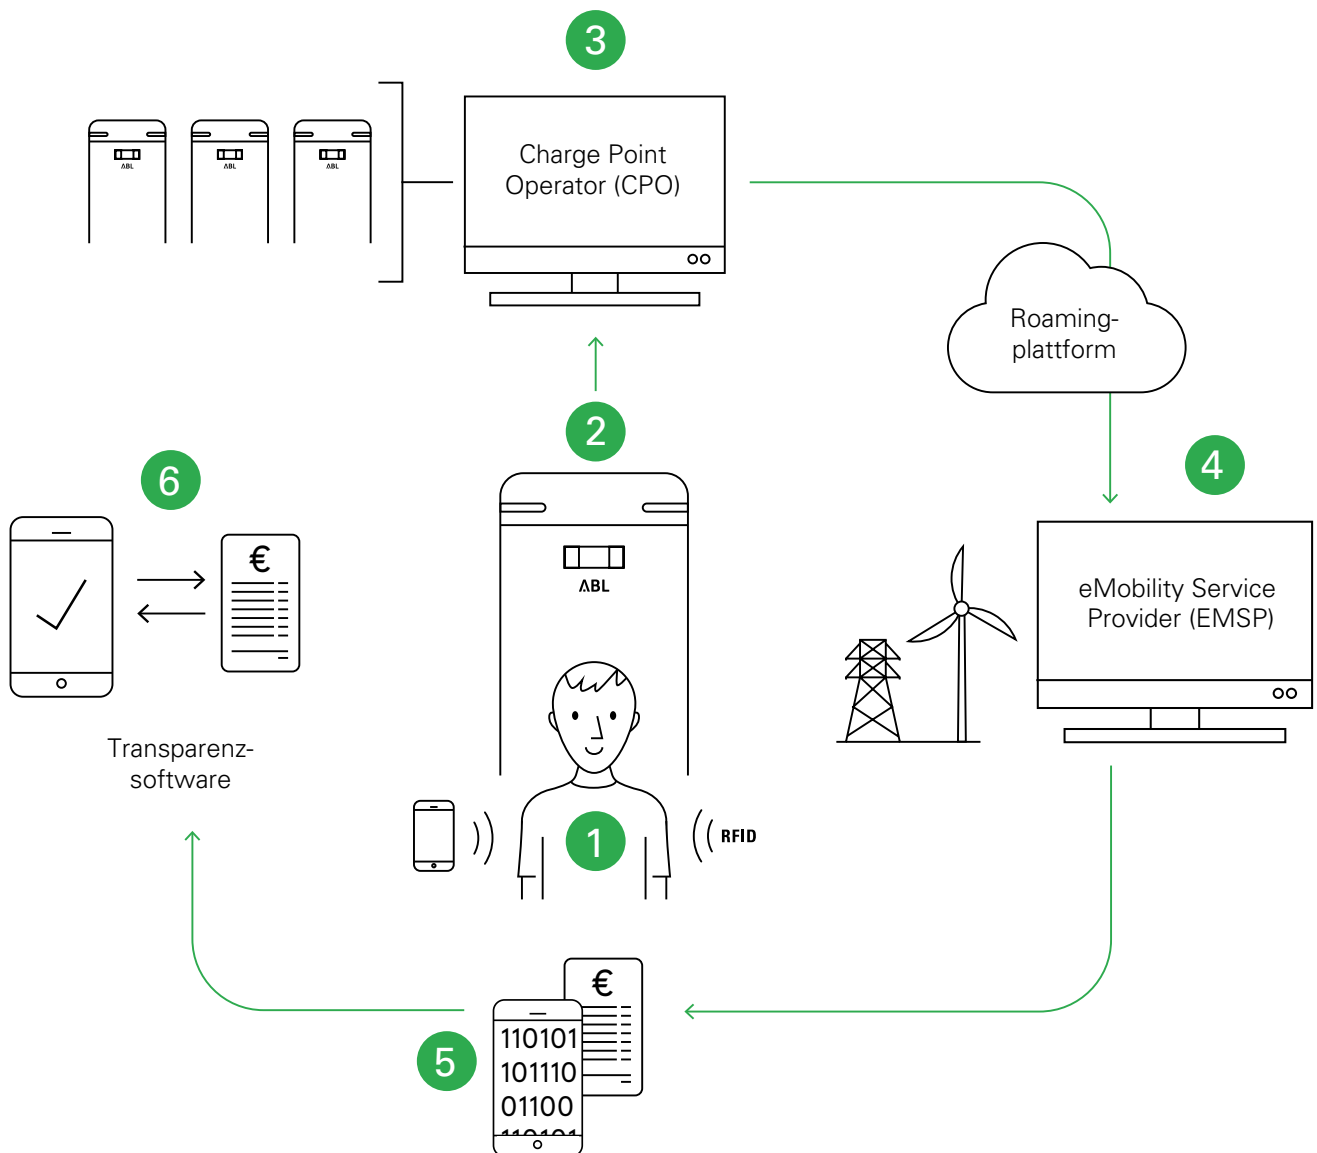 3
Charge Point
Operator (CPO)
ABL
ABL
ABL
Roaming-
plattform
2
4
6
€
ABL
eMobility Service
Provider (EMSP)
Transparenz-
software
1
RFID
€
110101
101110
01100
110101
5